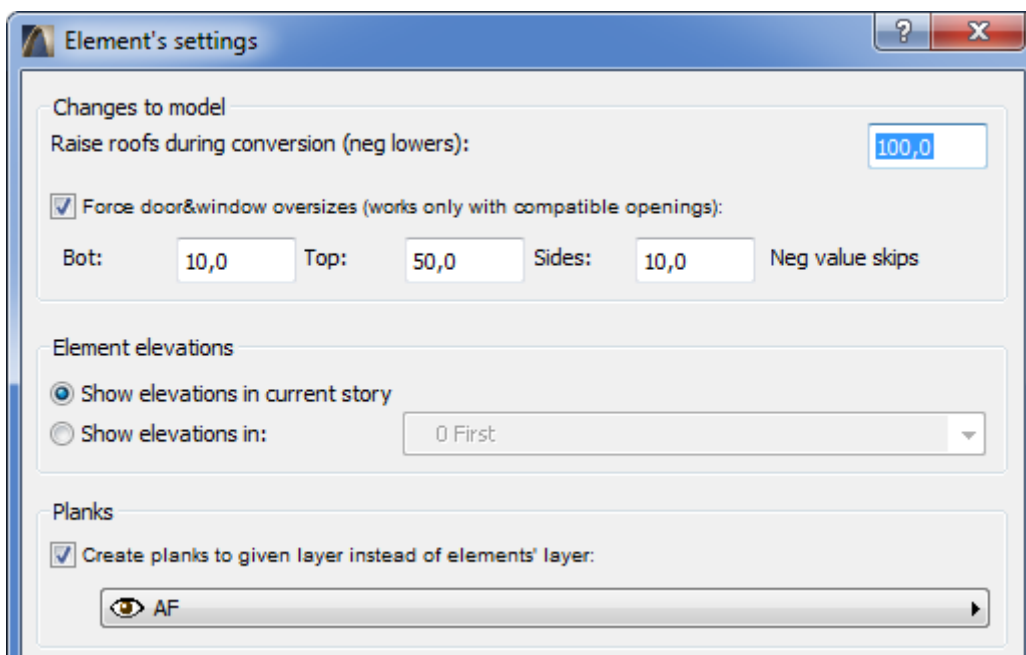 Element's settings
Changes to model
Raise roofs during conversion (neg lowers): 100,0
Force door&window oversizes (works only with compatible openings):
Bot: 10,0 Top: 50,0 Sides: 10,0 Neg value skips
Element elevations
Show elevations in current story
Show elevations in: 0 First
Planks
Create planks to given layer instead of elements' layer:
AF